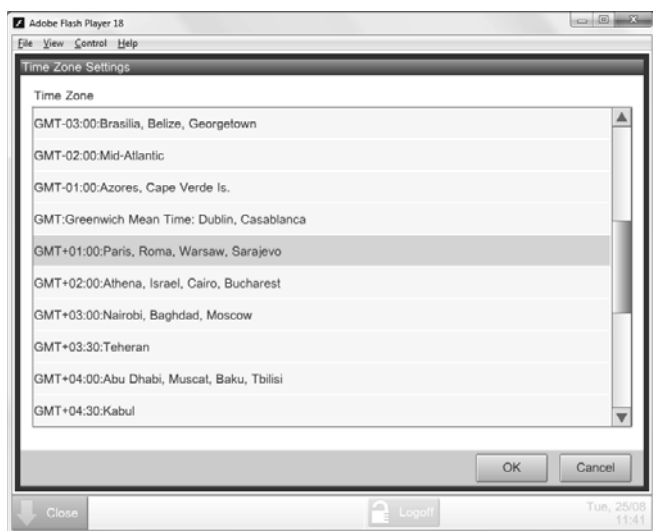 Adobe Flash Player 18
File View Control Help
Time Zone Settings
Time Zone
GMT-03:00:Brasilia, Belize, Georgetown
GMT-02:00:Mid-Atlantic
GMT-01:00:Azores, Cape Verde Is.
GMT:Greenwich Mean Time: Dublin, Casablanca
GMT+01:00:Paris, Roma, Warsaw, Sarajevo
GMT+02:00:Athena, Israel, Cairo, Bucharest
GMT+03:00:Nairobi, Baghdad, Moscow
GMT+03:30:Teheran
GMT+04:00:Abu Dhabi, Muscat, Baku, Tbilisi
GMT+04:30:Kabul
OK Cancel
Close Logoff Tue, 25/08
11:41